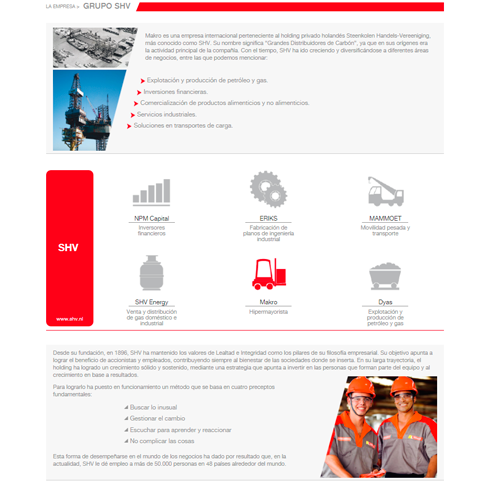 LA EMPRESA > GRUPO SHV
Makro es una empresa internacional perteneciente al holding privado holandés Steenkolen Handels-Vereeniging,
más conocido como SHV. Su nombre significa "Grandes Distribuidores de Carbón", ya que en sus orígenes era
la actividad principal de la compañía. Con el tiempo, SHV ha ido creciendo y diversificándose a diferentes áreas
de negocios, entre las que podemos mencionar:
Explotación y producción de petróleo y gas.
Inversiones financieras.
Comercialización de productos alimenticios y no alimenticios.
Servicios industriales.
Soluciones en transportes de carga.
SHV
www.shv.nl
NPM Capital
Inversores
financieros
ERIKS
Fabricación de
planos de ingeniería
industrial
MAMMOET
Movilidad pesada y
transporte
SHV Energy
Venta y distribución
de gas doméstico e
industrial
Makro
Hipermayorista
Dyas
Explotación y
producción de
petróleo y gas
Desde su fundación, en 1896, SHV ha mantenido los valores de Lealtad e Integridad como los pilares de su filosofía empresarial. Su objetivo apunta a
lograr el beneficio de accionistas y empleados, contribuyendo siempre al bienestar de las sociedades donde se inserta. En su larga trayectoria, el
holding ha logrado un crecimiento sólido y sostenido, mediante una estrategia que apunta a invertir en las personas que forman parte del equipo y al
crecimiento en base a resultados.
Para lograrlo ha puesto en funcionamiento un método que se basa en cuatro preceptos
fundamentales:
Buscar lo inusual
Gestionar el cambio
Escuchar para aprender y reaccionar
No complicar las cosas
Esta forma de desempeñarse en el mundo de los negocios ha dado por resultado que, en la
actualidad, SHV le dé empleo a más de 50.000 personas en 45 países alrededor del mundo.